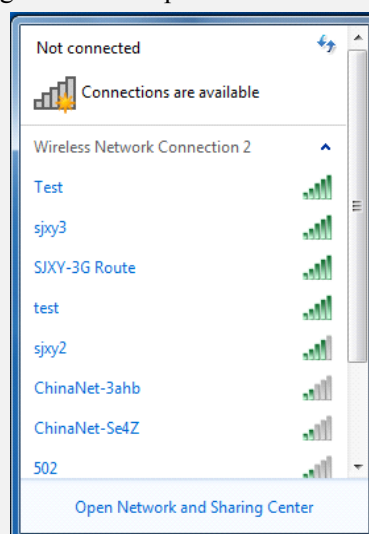 Not connected
Connections are available
Wireless Network Connection 2
Test
sjxy3
SJXY-3G Route
test
sjxy2
ChinaNet-3ahb
ChinaNet-Se4Z
502
Open Network and Sharing Center